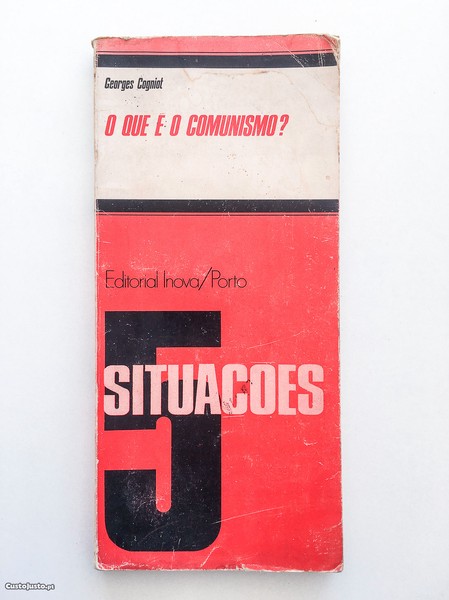 Georges Cogniot
O QUE É O COMUNISMO?
Editorial Inova/Porto
5
SITUACOES
CustoJusto.pt